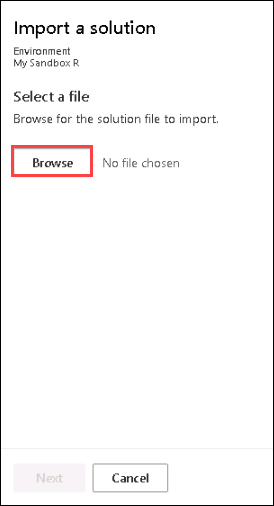 Import a solution
Environment
My Sandbox R
Select a file
Browse for the solution file to import.
Browse No file chosen
Next Cancel